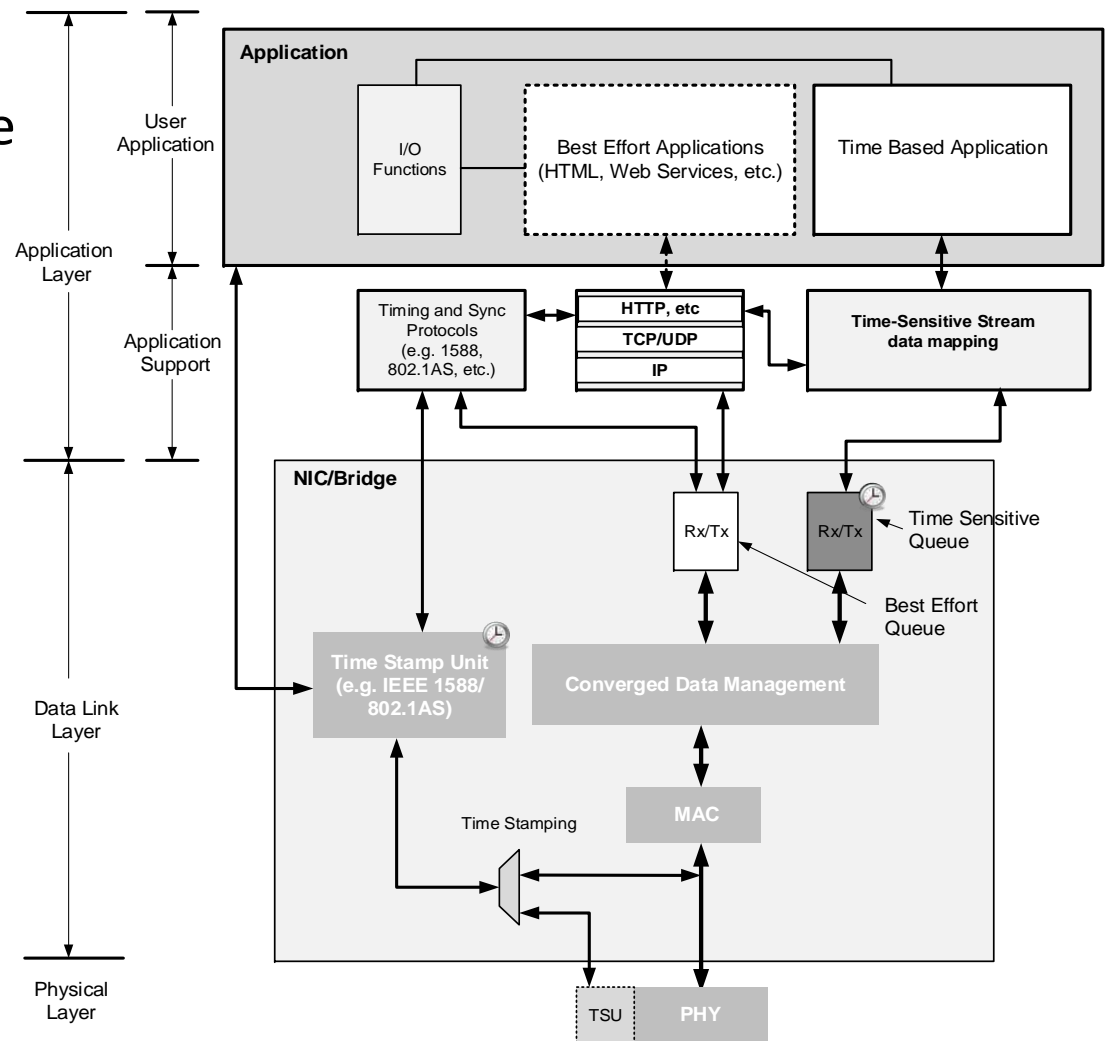 e
Application
User
Application
I/O
Functions
Best Effort Applications
(HTML, Web Services, etc.)
Time Based Application
Application
Layer
Application
Support
Timing and Sync
Protocols
(e.g. 1588,
802.1AS, etc.)
HTTP, etc
TCP/UDP
IP
Time-Sensitive Stream
data mapping
NIC/Bridge
Rx/Tx
Rx/Tx
Time Sensitive
Queue
Best Effort
Queue
Time Stamp Unit
(e.g. IEEE 1588/
802.1AS)
Converged Data Management
Data Link
Layer
MAC
Time Stamping
Physical
Layer
TSU
PHY